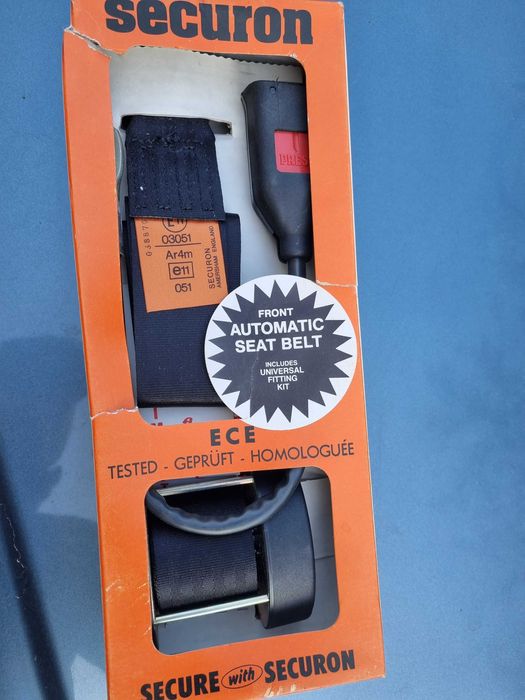 securon
PRESS
E11
03051
Ar4m
e11
051
SECURON
AMERSHAM ENGLAND
FRONT
AUTOMATIC
SEAT BELT
INCLUDES
UNIVERSAL
FITTING
KIT
ECE
TESTED - GEPRÜFT - HOMOLOGUÉE
SECURE with SECURON